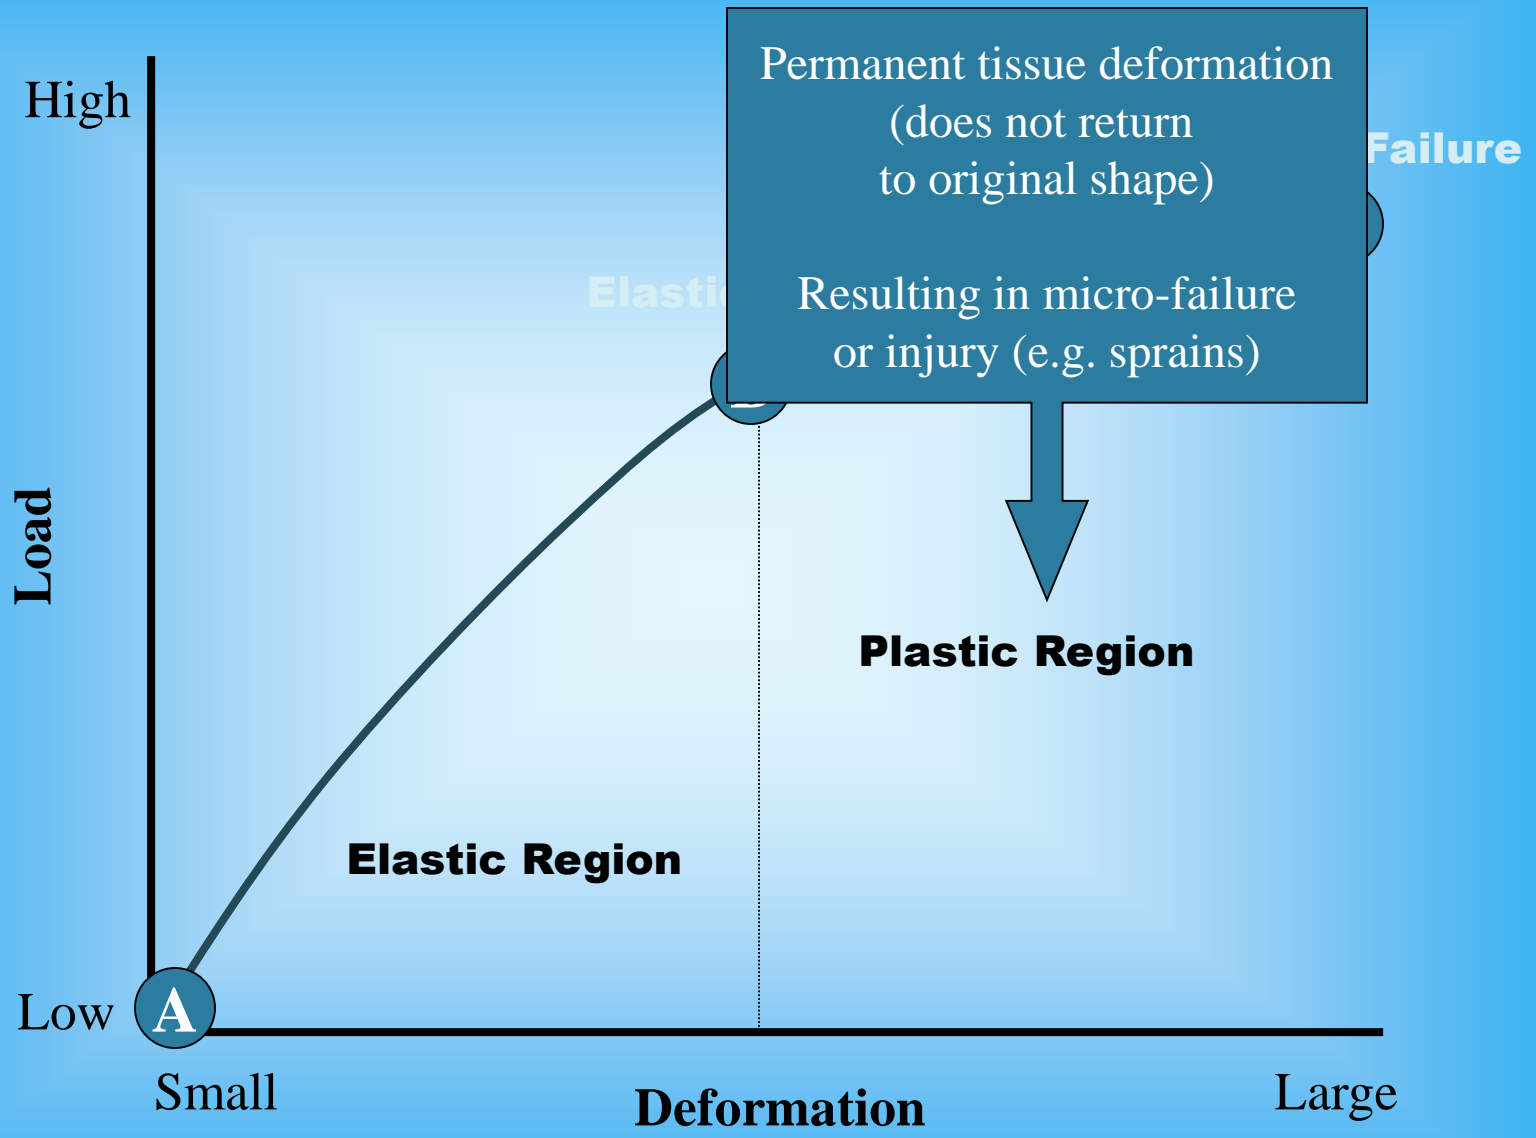 High
Permanent tissue deformation
(does not return
to original shape)
Resulting in micro-failure
or injury (e.g. sprains)
Failure
Load
Plastic Region
Elastic Region
Low
A
Small
Deformation
Large